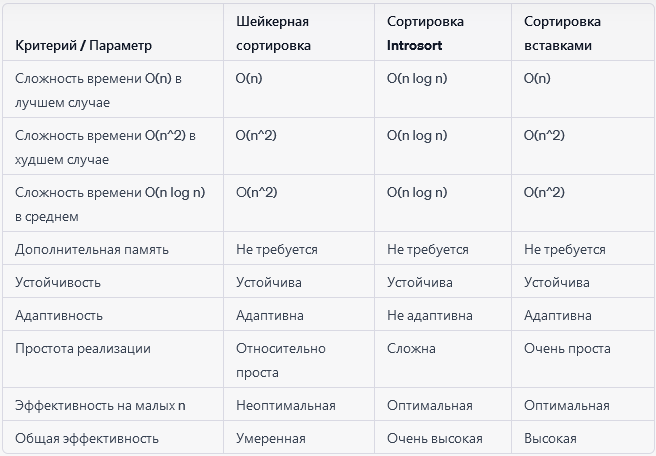 Критерий / Параметр
Шейкерная
сортировка
Сортировка
Introsort
Сортировка
вставками
Сложность времени O(n) в
лучшем случае
O(n)
O(n log n)
O(n)
Сложность времени O(n^2) в
худшем случае
O(n^2)
O(n log n)
O(n^2)
Сложность времени O(n log n)
в среднем
O(n^2)
O(n log n)
O(n^2)
Дополнительная память
Не требуется
Не требуется
Не требуется
Устойчивость
Устойчива
Устойчива
Устойчива
Адаптивность
Адаптивна
Не адаптивна
Адаптивна
Простота реализации
Относительно
проста
Сложна
Очень проста
Эффективность на малых n
Неоптимальная
Оптимальная
Оптимальная
Общая эффективность
Умеренная
Очень высокая
Высокая